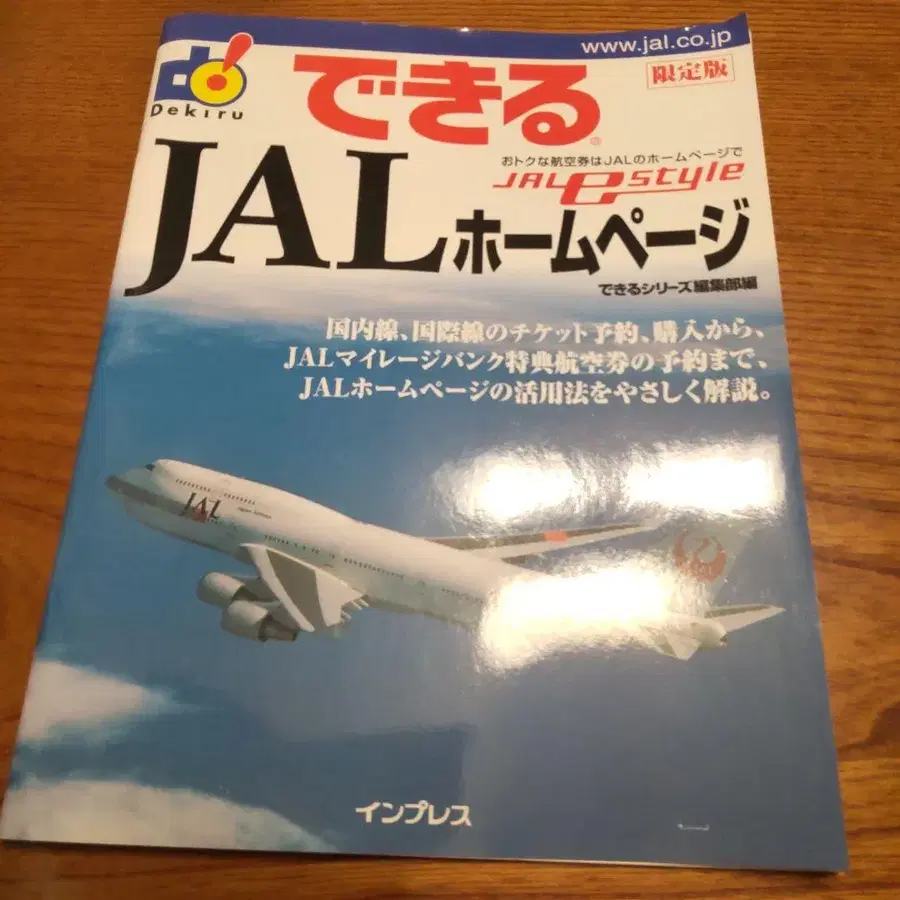 www.jal.co.jp
Dekiru
できる®
限定版
おトクな航空券はJALのホームページで
JAL e style
JALホームページ
できるシリーズ編集部編
国内線、国際線のチケット予約、購入から、
JALマイレージバンク特典航空券の予約まで、
JALホームページの活用法をやさしく解説。
JAL
Japan Airlines
インプレス